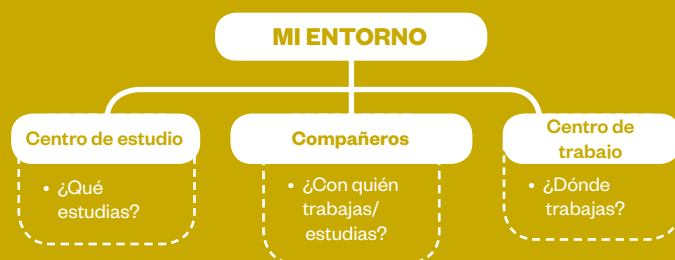 MI ENTORNO
Centro de estudio
• ¿Qué
estudias?
Compañeros
• ¿Con quién
trabajas/
estudias?
Centro de
trabajo
• ¿Dónde
trabajas?